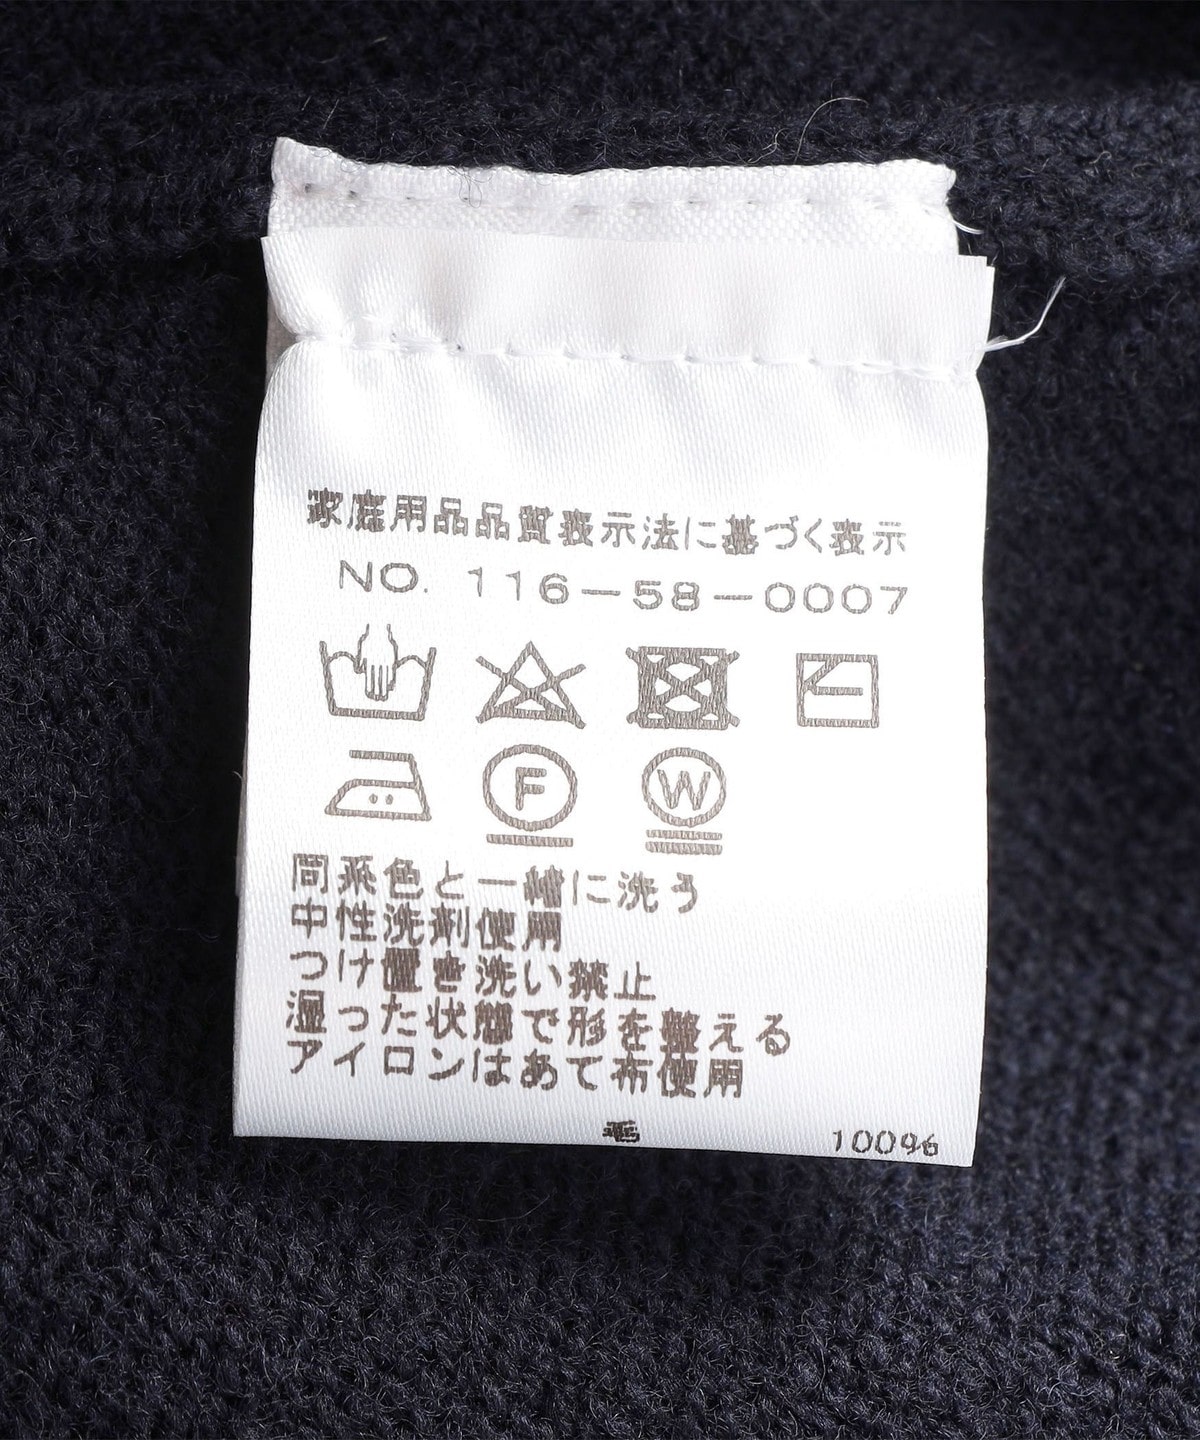 家庭用品品質表示法に基づく表示
NO. 116-58-0007
F W
同系色と一緒に洗う
中性洗剤使用
つけ置き洗い禁止
湿った状態で形を整える
アイロンはあて布使用
毛 10096